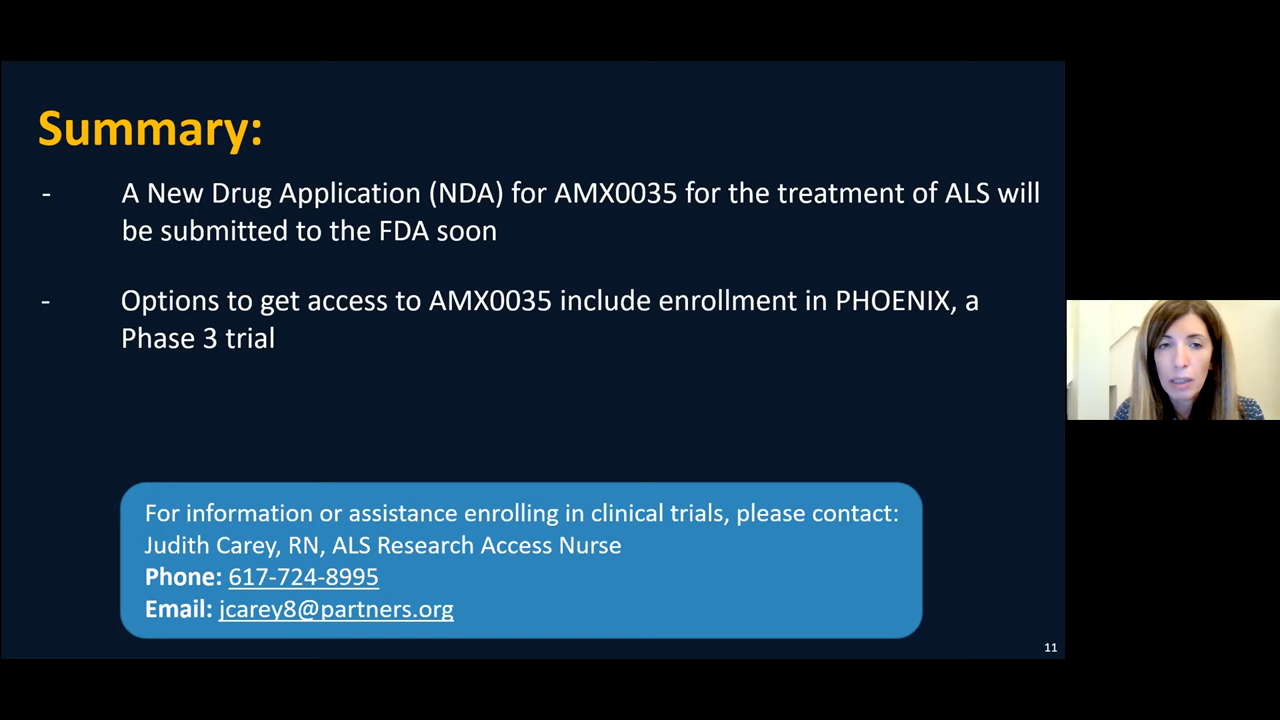 Summary:
- A New Drug Application (NDA) for AMX0035 for the treatment of ALS will
be submitted to the FDA soon
- Options to get access to AMX0035 include enrollment in PHOENIX, a
Phase 3 trial
For information or assistance enrolling in clinical trials, please contact:
Judith Carey, RN, ALS Research Access Nurse
Phone: 617-724-8995
Email: jcarey8@partners.org
11